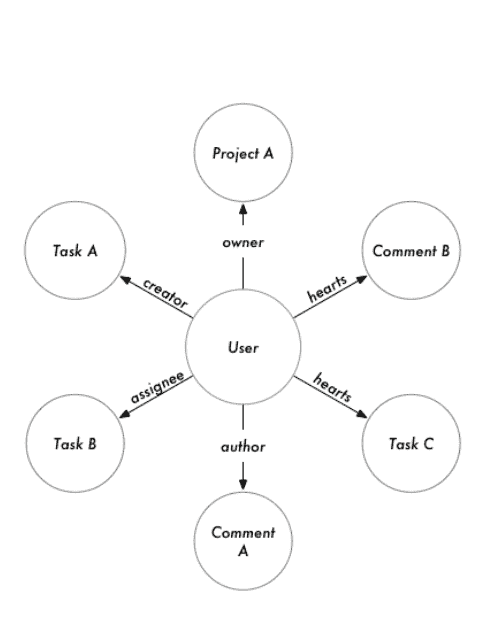 Project A
Task A
owner
Comment B
creator
hearts
User
assignee
hearts
Task B
author
Task C
Comment
A